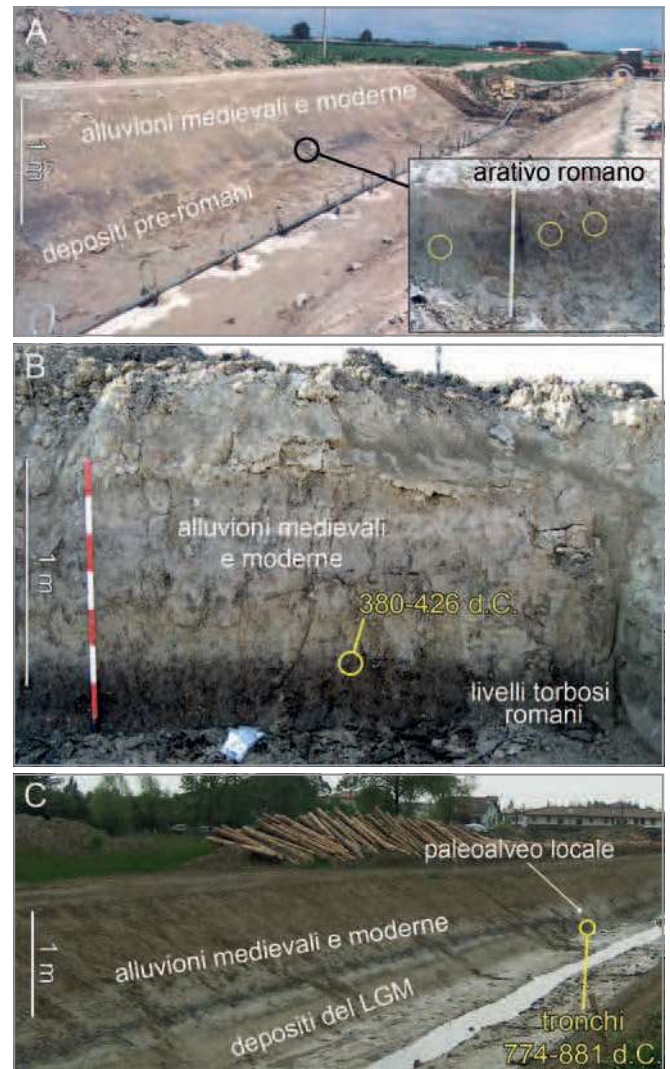 A
alluvioni medievali e moderne
1 m
depositi pre-romani
arativo romano
B
alluvioni medievali
e moderne
1 m
380-426 d.C.
livelli torbosi
romani
C
paleoalveo locale
1 m
alluvioni medievali e moderne
depositi del LGM
tronchi
774-881 d.C.